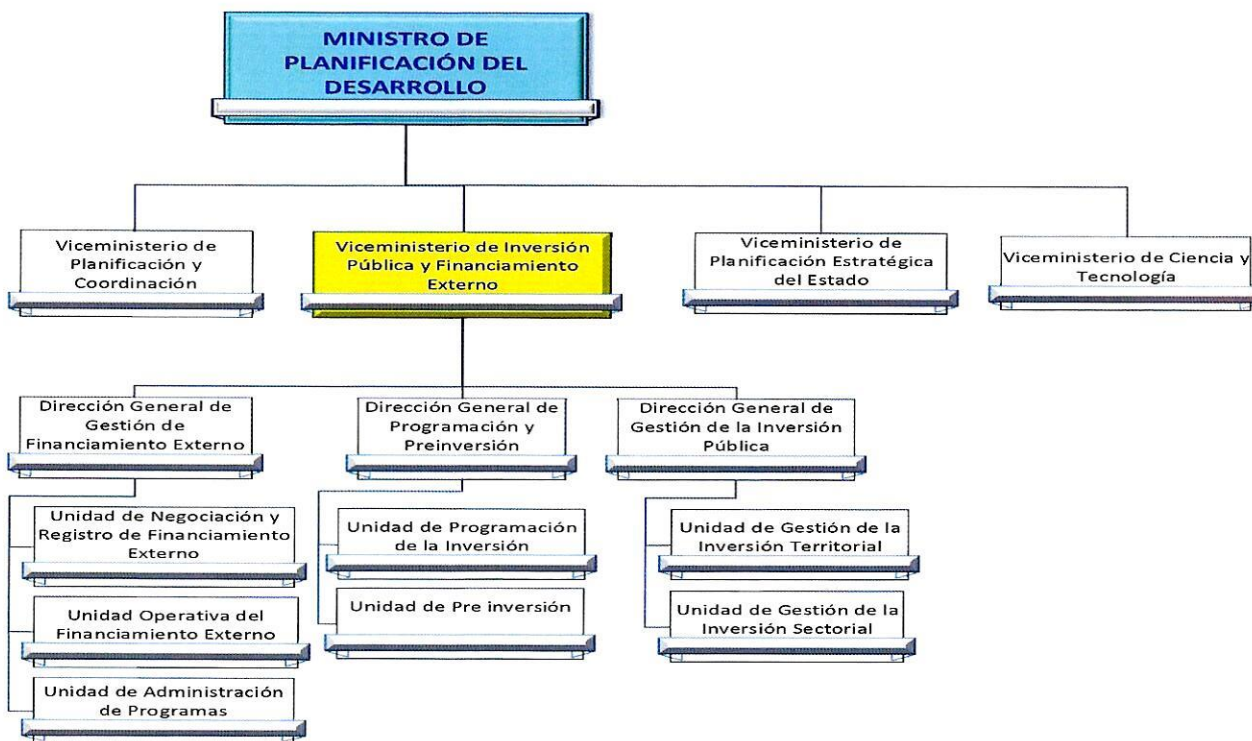 MINISTRO DE
PLANIFICACIÓN DEL
DESARROLLO
Viceministerio de
Planificación y
Coordinación
Viceministerio de Inversión
Pública y Financiamiento
Externo
Viceministerio de
Planificación Estratégica
del Estado
Viceministerio de Ciencia y
Tecnología
Dirección General de
Gestión de
Financiamiento Externo
Dirección General de
Programación y
Preinversión
Dirección General de
Gestión de la Inversión
Pública
Unidad de Negociación y
Registro de Financiamiento
Externo
Unidad Operativa del
Financiamiento Externo
Unidad de Administración
de Programas
Unidad de Programación
de la Inversión
Unidad de Pre inversión
Unidad de Gestión de la
Inversión Territorial
Unidad de Gestión de la
Inversión Sectorial